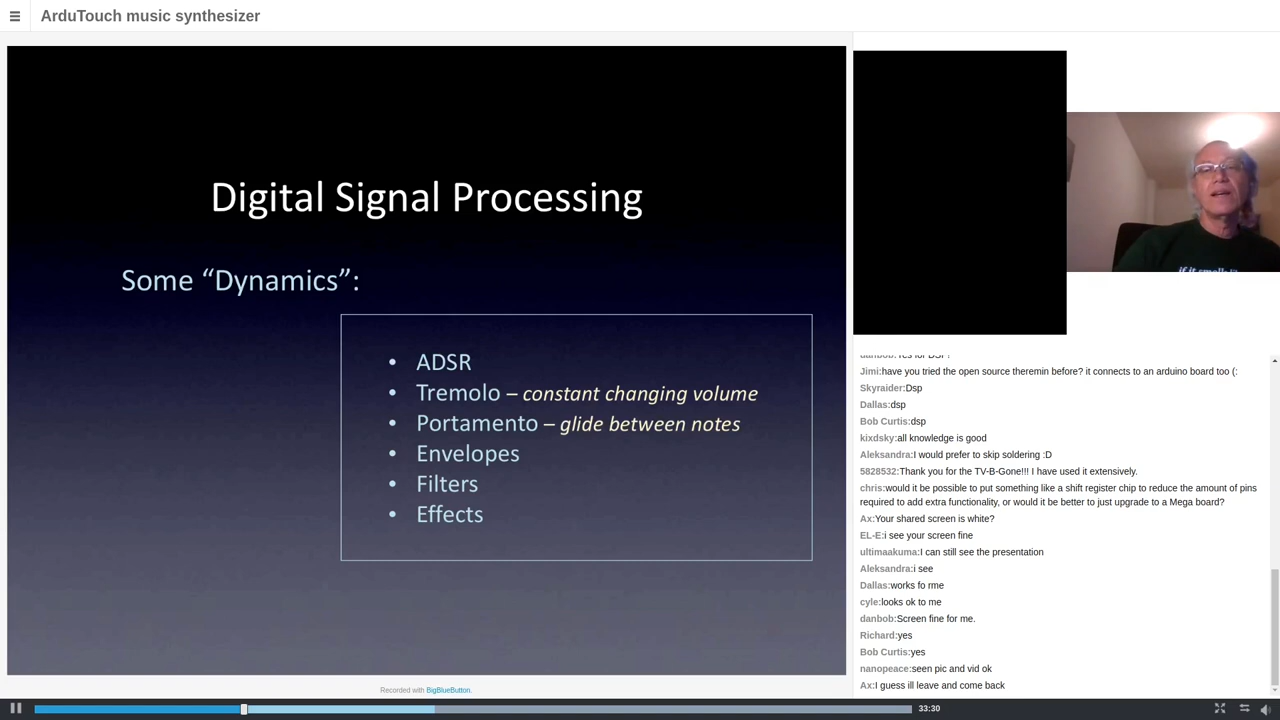 ArduTouch music synthesizer
Digital Signal Processing
Some “Dynamics”:
• ADSR
• Tremolo – constant changing volume
• Portamento – glide between notes
• Envelopes
• Filters
• Effects
Recorded with BigBlueButton.
danbob:Yes for DSP!
Jimi:have you tried the open source theremin before? it connects to an arduino board too (:
Skyraider:Dsp
Dallas:dsp
Bob Curtis:dsp
kixdsky:all knowledge is good
Aleksandra:I would prefer to skip soldering :D
5828532:Thank you for the TV-B-Gone!!! I have used it extensively.
chris:would it be possible to put something like a shift register chip to reduce the amount of pins
required to add extra functionality, or would it be better to just upgrade to a Mega board?
Ax:Your shared screen is white?
EL-E:i see your screen fine
ultimaakuma:I can still see the presentation
Aleksandra:i see
Dallas:works fo rme
cyle:looks ok to me
danbob:Screen fine for me.
Richard:yes
Bob Curtis:yes
nanopeace:seen pic and vid ok
Ax:I guess ill leave and come back
33:30